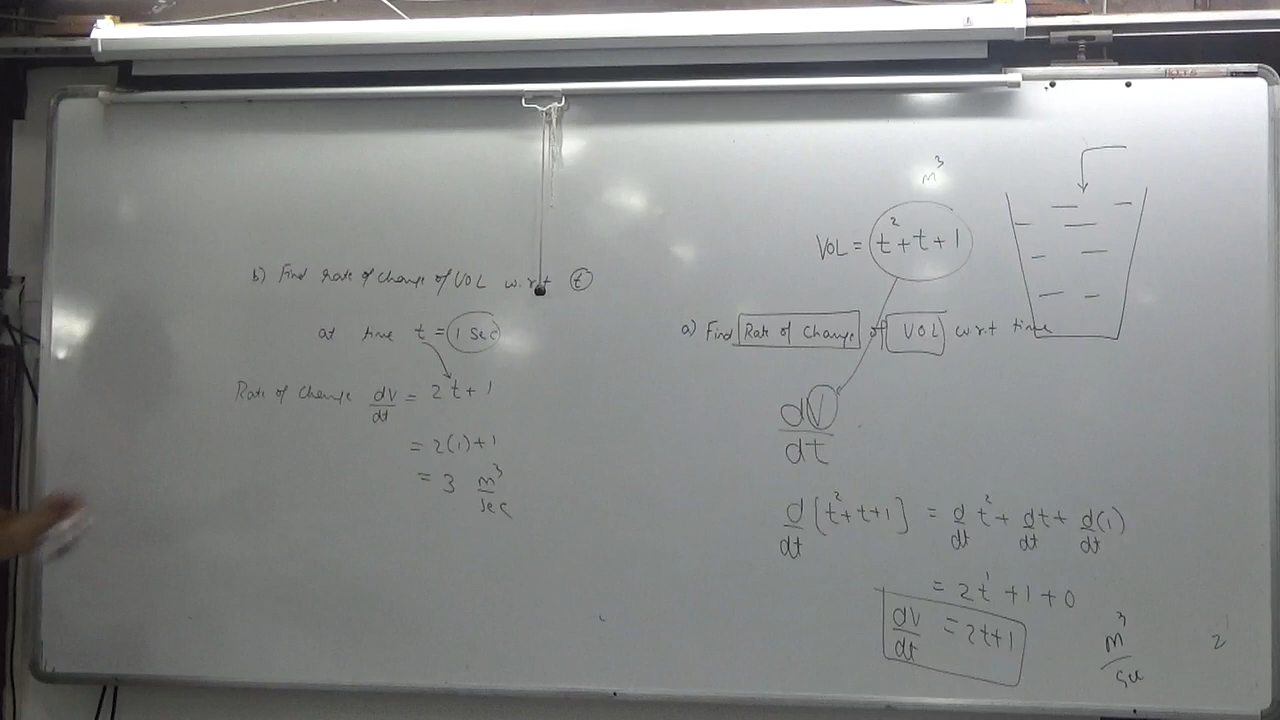 m³
VOL = t² + t + 1
a) Find Rate of Change of VOL w r t time
dV/dt
d/dt [t² + t + 1] = d/dt t² + dt/dt + d(1)/dt
= 2t¹ + 1 + 0
dv/dt = 2t+1
m³/sec
2
b) Find rate of change of VOL w.r.t t
at time t = 1 sec
Rate of Change dv/dt = 2t + 1
= 2(1)+1
= 3 m³/sec